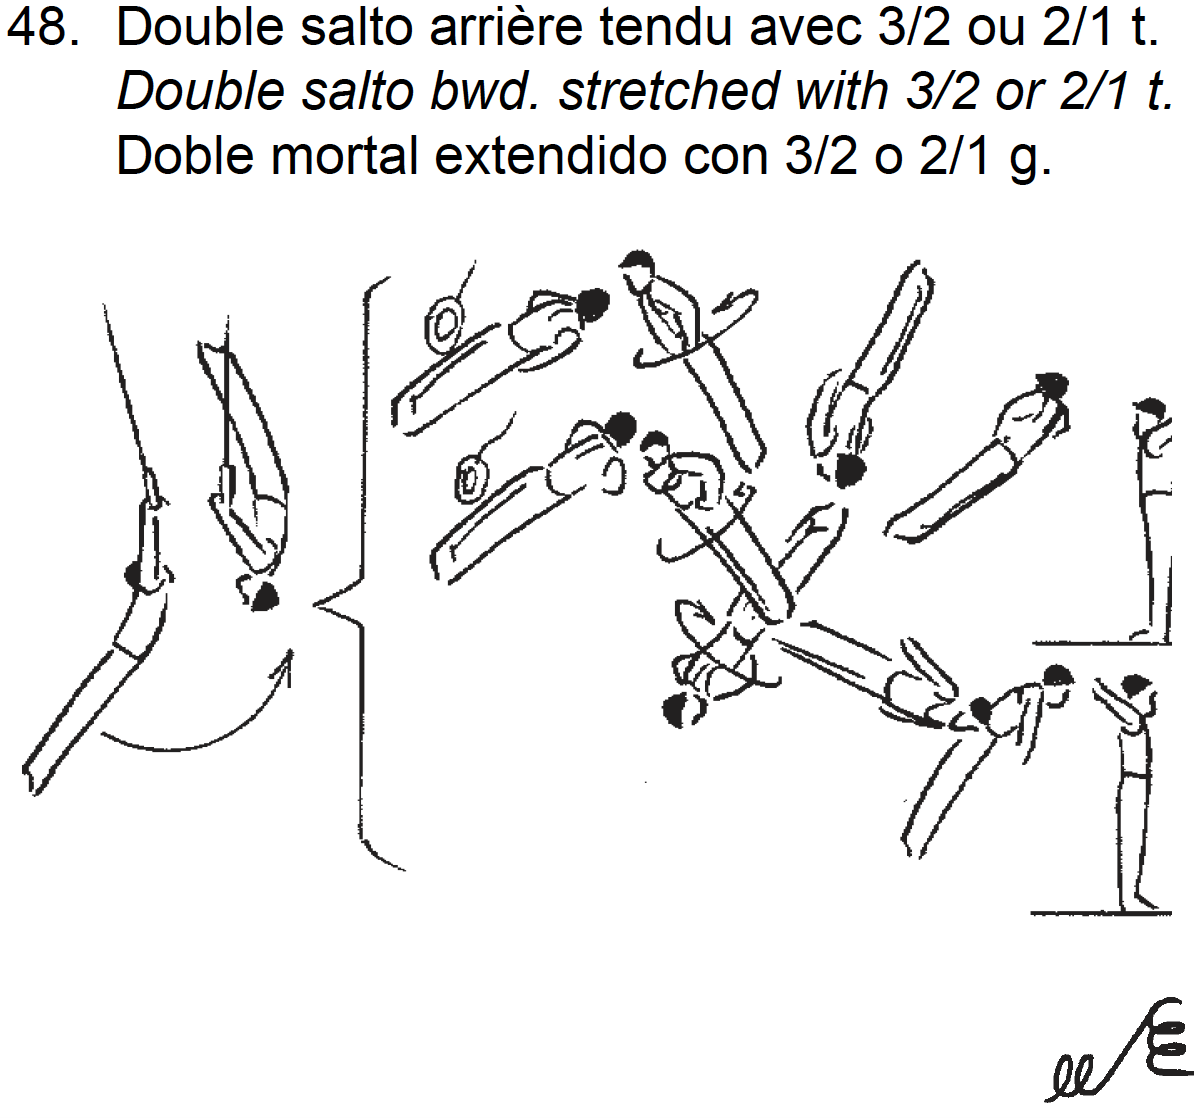 48. Double salto arrière tendu avec 3/2 ou 2/1 t.
Double salto bwd. stretched with 3/2 or 2/1 t.
Doble mortal extendido con 3/2 o 2/1 g.